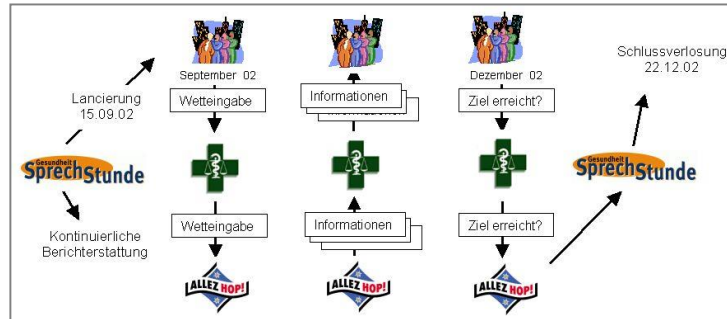 September 02
Dezember 02
Schlussverlosung
22.12.02
Lancierung
15.09.02
Wetteingabe
Informationen
Ziel erreicht?
Gesundheit
SprechStunde
Gesundheit
SprechStunde
Kontinuierliche
Berichterstattung
Wetteingabe
Informationen
Ziel erreicht?
ALLEZ HOP!
ALLEZ HOP!
ALLEZ HOP!